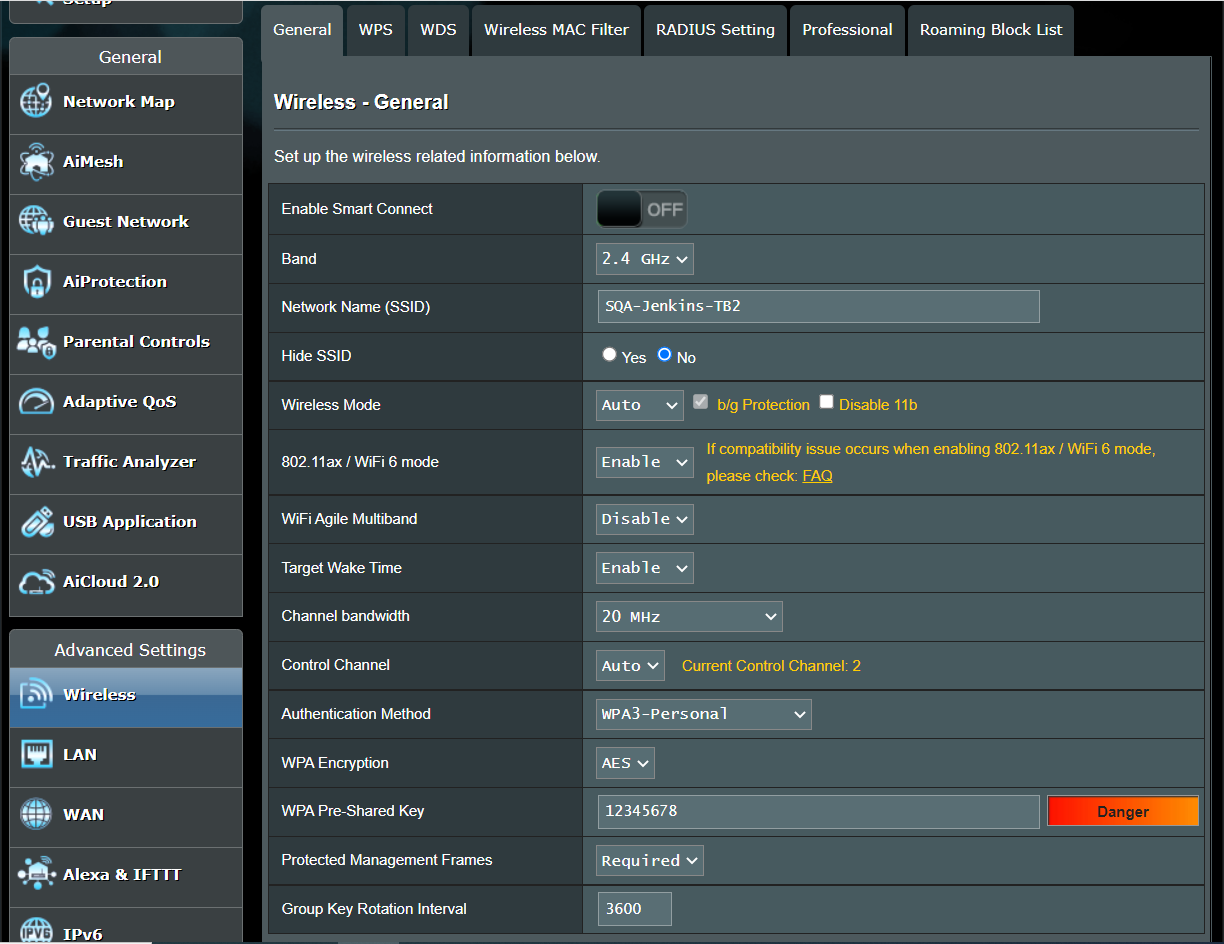 Setup
General
Network Map
AiMesh
Guest Network
AiProtection
Parental Controls
Adaptive QoS
Traffic Analyzer
USB Application
AiCloud 2.0
Advanced Settings
Wireless
LAN
WAN
Alexa & IFTTT
IPv6
General WPS WDS Wireless MAC Filter RADIUS Setting Professional Roaming Block List
Wireless - General
Set up the wireless related information below.
Enable Smart Connect OFF
Band 2.4 GHz
Network Name (SSID) SQA-Jenkins-TB2
Hide SSID Yes No
Wireless Mode Auto b/g Protection Disable 11b
802.11ax / WiFi 6 mode Enable If compatibility issue occurs when enabling 802.11ax / WiFi 6 mode,
please check: FAQ
WiFi Agile Multiband Disable
Target Wake Time Enable
Channel bandwidth 20 MHz
Control Channel Auto Current Control Channel: 2
Authentication Method WPA3-Personal
WPA Encryption AES
WPA Pre-Shared Key 12345678 Danger
Protected Management Frames Required
Group Key Rotation Interval 3600